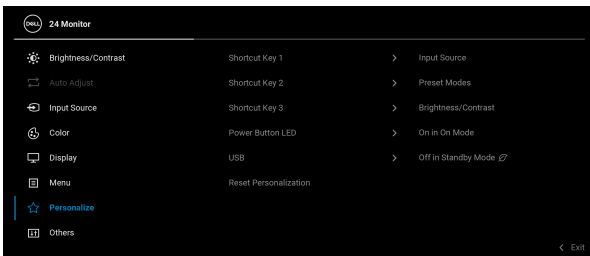 DELL 24 Monitor
Brightness/Contrast Shortcut Key 1 > Input Source
Auto Adjust Shortcut Key 2 > Preset Modes
Input Source Shortcut Key 3 > Brightness/Contrast
Color Power Button LED > On in On Mode
Display USB > Off in Standby Mode
Menu Reset Personalization
Personalize
Others
< Exit